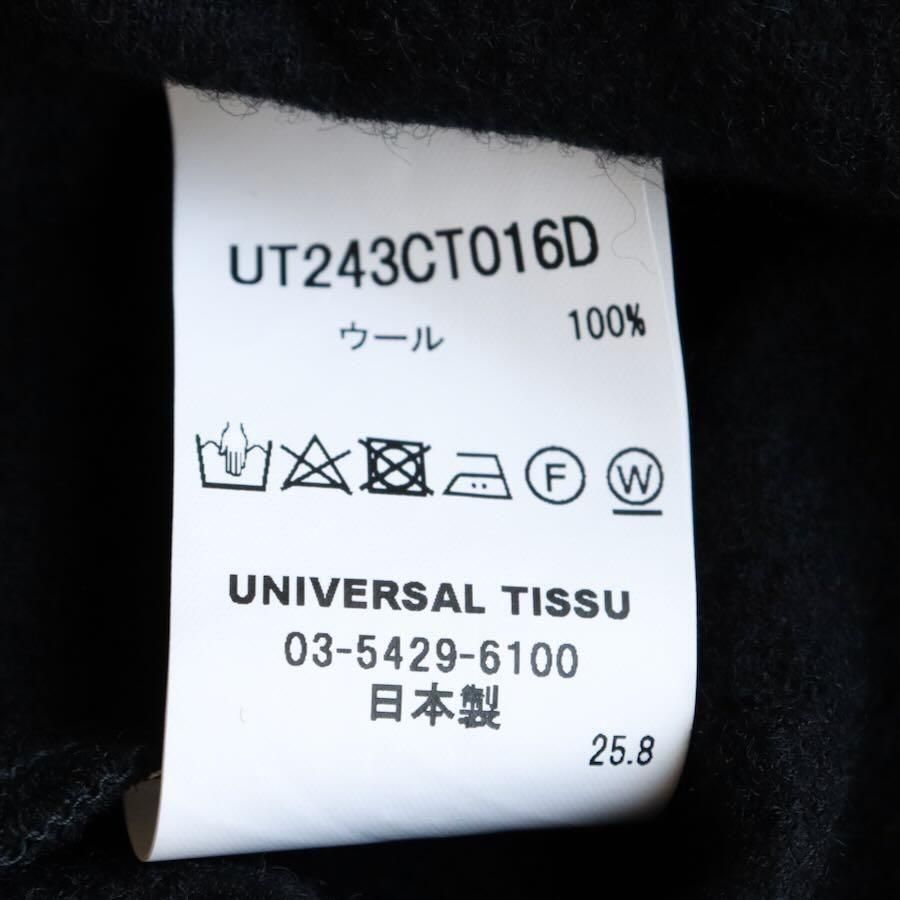 UT243CT016D
ウール 100%
F W
UNIVERSAL TISSU
03-5429-6100
日本製
25.8